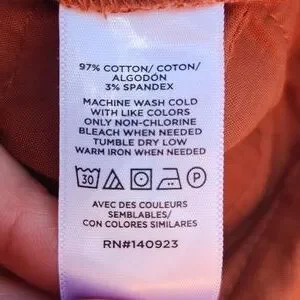 97% COTTON/ COTON/
ALGODÓN
3% SPANDEX
MACHINE WASH COLD
WITH LIKE COLORS
ONLY NON-CHLORINE
BLEACH WHEN NEEDED
TUMBLE DRY LOW
WARM IRON WHEN NEEDED
30 P
AVEC DES COULEURS
SEMBLABLES/
CON COLORES SIMILARES
RN#140923